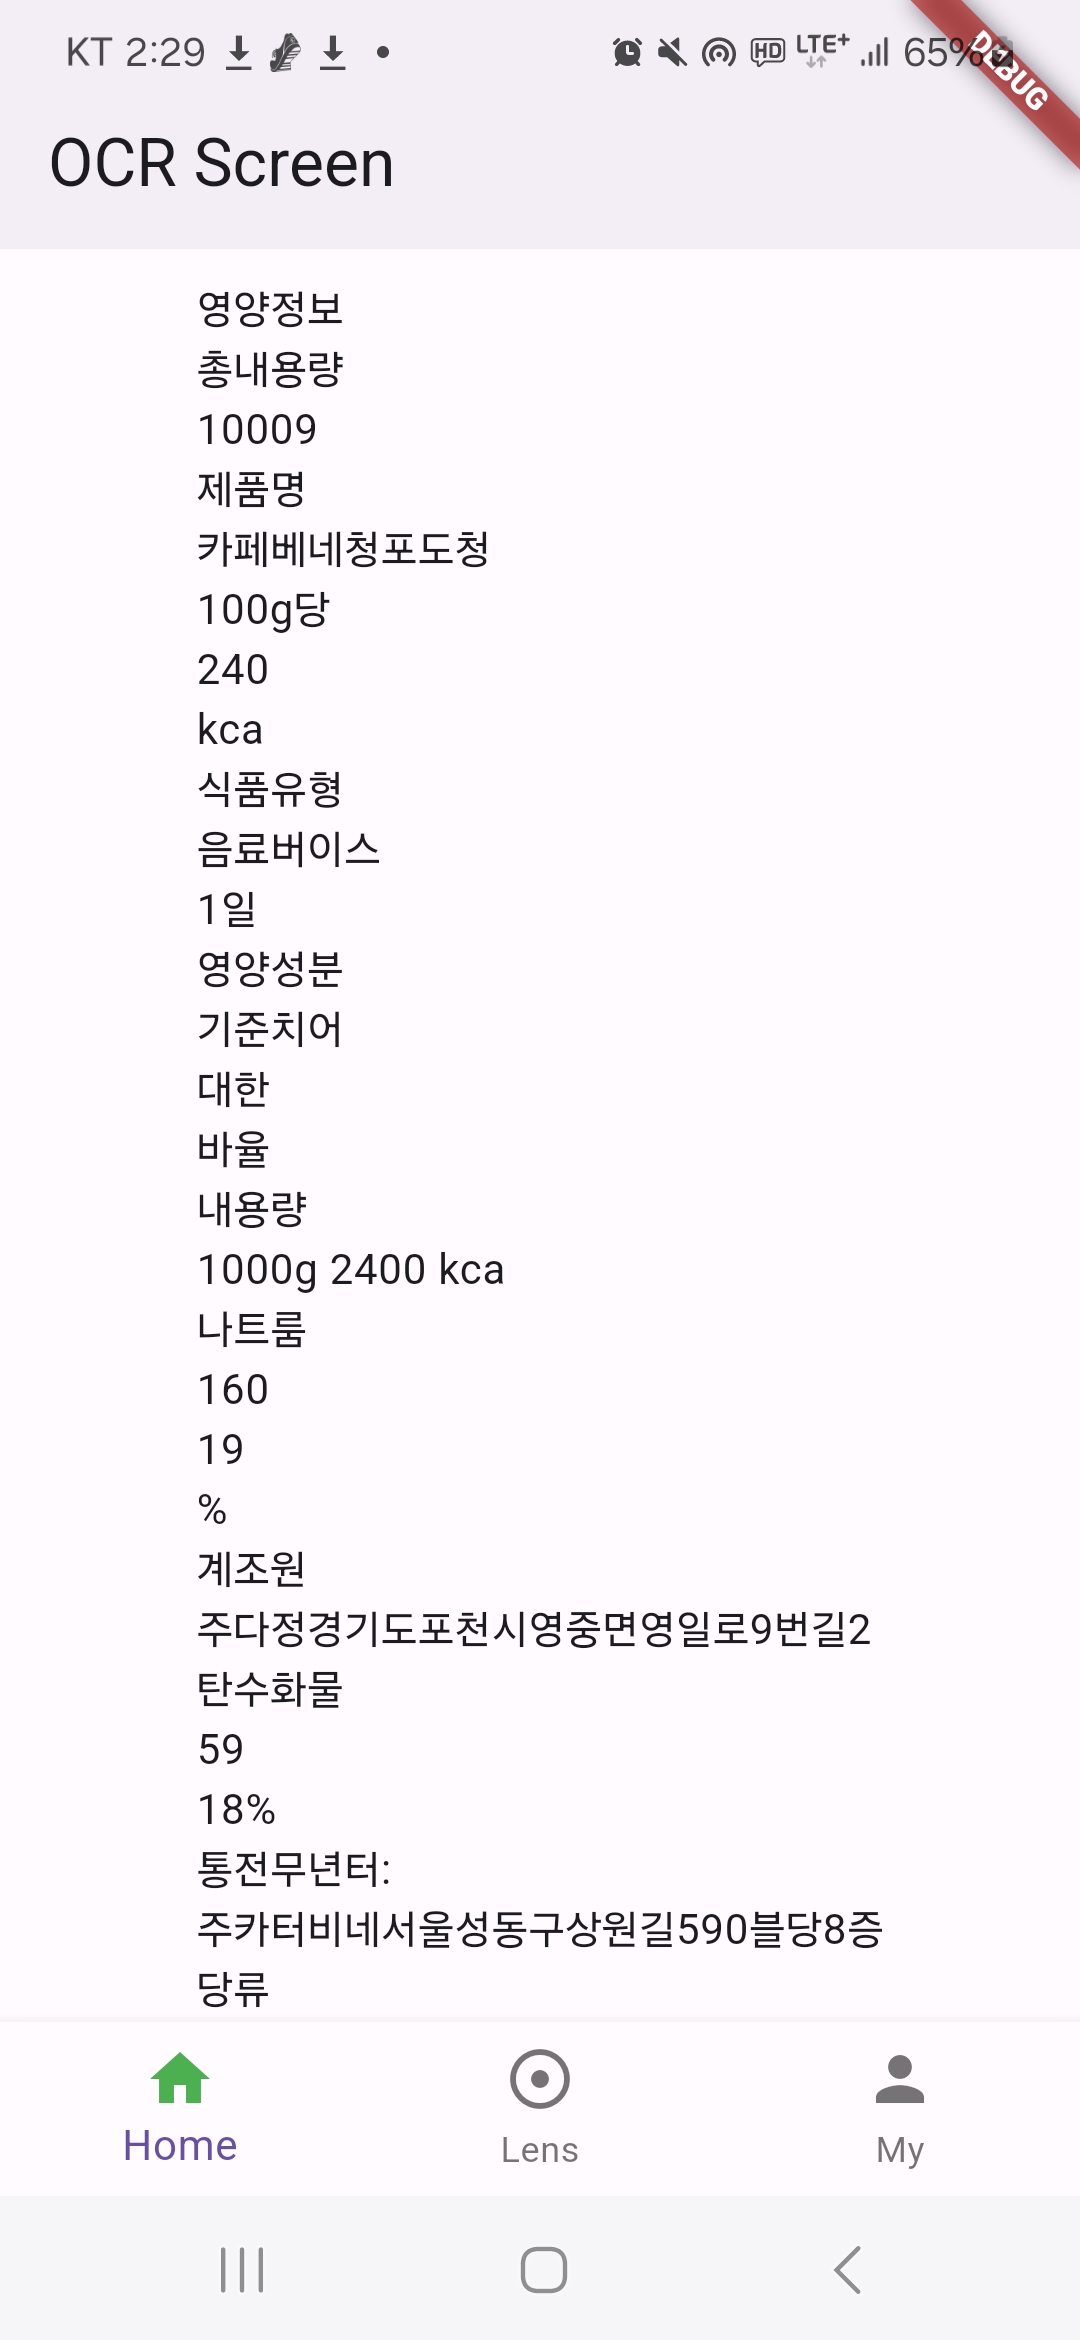 KT 2:29
HD LTE+ 65%
DEBUG
OCR Screen
영양정보
총내용량
10009
제품명
카페베네청포도청
100g당
240
kca
식품유형
음료버이스
1일
영양성분
기준치어
대한
바율
내용량
1000g 2400 kca
나트룸
160
19
%
계조원
주다정경기도포천시영중면영일로9번길2
탄수화물
59
18%
통전무년터:
주카터비네서울성동구상원길590블당8증
당류
Home
Lens
My